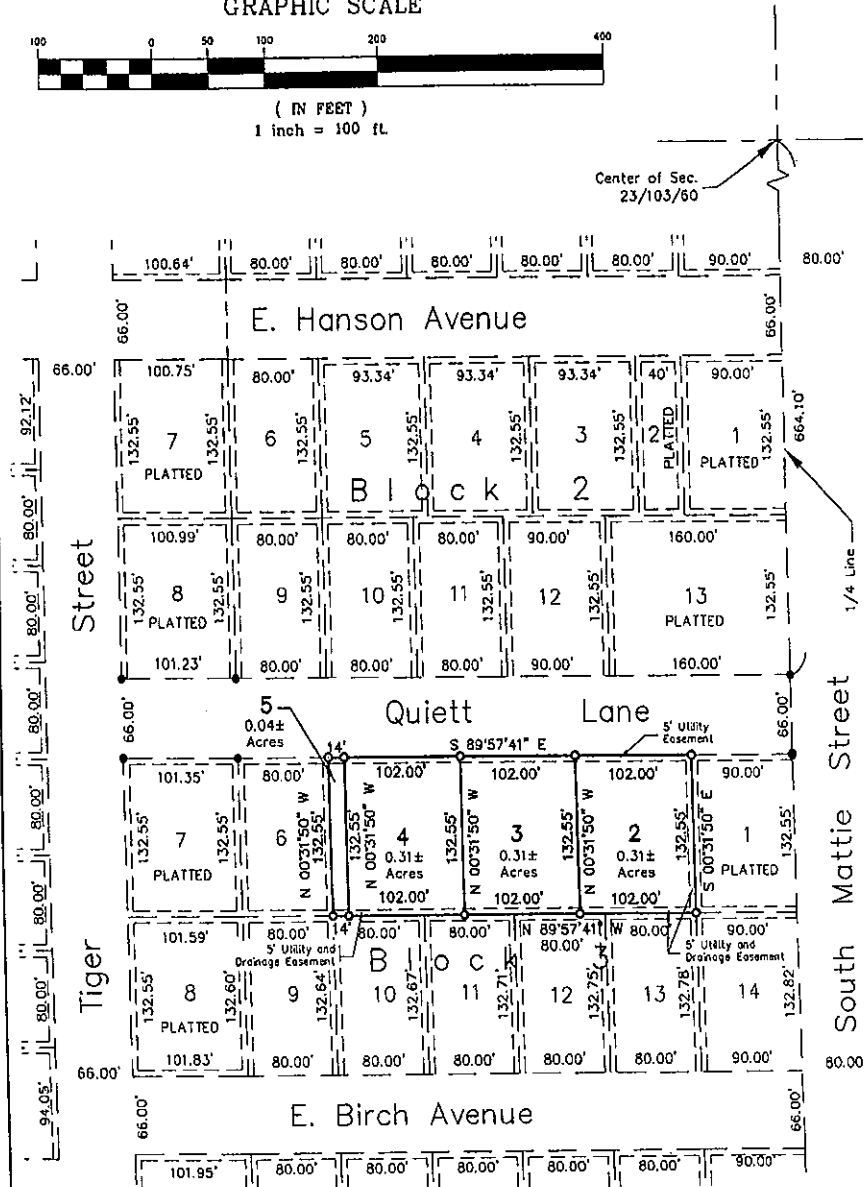 GRAPHIC SCALE
100 0 50 100 200 400
( IN FEET )
1 inch = 100 ft.
Center of Sec.
23/103/60
100.64' 80.00' 80.00' 80.00' 80.00' 90.00' 80.00'
66.00' E. Hanson Avenue 66.00'
66.00' 100.75' 80.00' 93.34' 93.34' 93.34' 40' 90.00'
92.12' 132.55' 7 132.55' 6 5 132.55' 4 3 132.55' 2 PLATTED 1 132.55' 664.10'
PLATTED PLATTED
Block 2
80.00' Street 100.99' 80.00' 80.00' 80.00' 90.00' 160.00' 1/4 Line
80.00' 132.55' 8 132.55' 9 10 132.55' 11 12 132.55' 13 132.55'
PLATTED PLATTED
101.23' 80.00' 80.00' 80.00' 90.00' 160.00'
80.00' 66.00' 5 Quiett Lane 66.00'
0.04±
Acres
14' S 89°57'41" E 5' Utility
Easement
101.35' 80.00' 102.00' 102.00' 102.00' 90.00'
80.00' 132.55' 7 132.55' 6 132.55' N 00°31'50" W 132.55' N 00°31'50" W 4 132.55' N 00°31'50" W 3 132.55' N 00°31'50" W 2 S 00°31'50" E 1 132.55'
PLATTED 0.31± 0.31± 0.31± PLATTED
Acres Acres Acres
102.00' 102.00' 102.00'
80.00' Tiger 101.59' 80.00' 14' 80.00' 80.00' N 89°57'41" W 80.00' 80.00' 90.00'
5' Utility and
Drainage Easement
5' Utility and
Drainage Easement
Block 3
80.00' 132.55' 8 132.60' 9 132.64' 10 132.67' 11 132.71' 12 132.75' 13 132.78' 14 132.82'
PLATTED
66.00' 101.83' 80.00' 80.00' 80.00' 80.00' 80.00' 90.00' 80.00
94.05' 66.00' E. Birch Avenue 66.00'
101.95' 80.00' 80.00' 80.00' 80.00' 90.00'
South Mattie Street